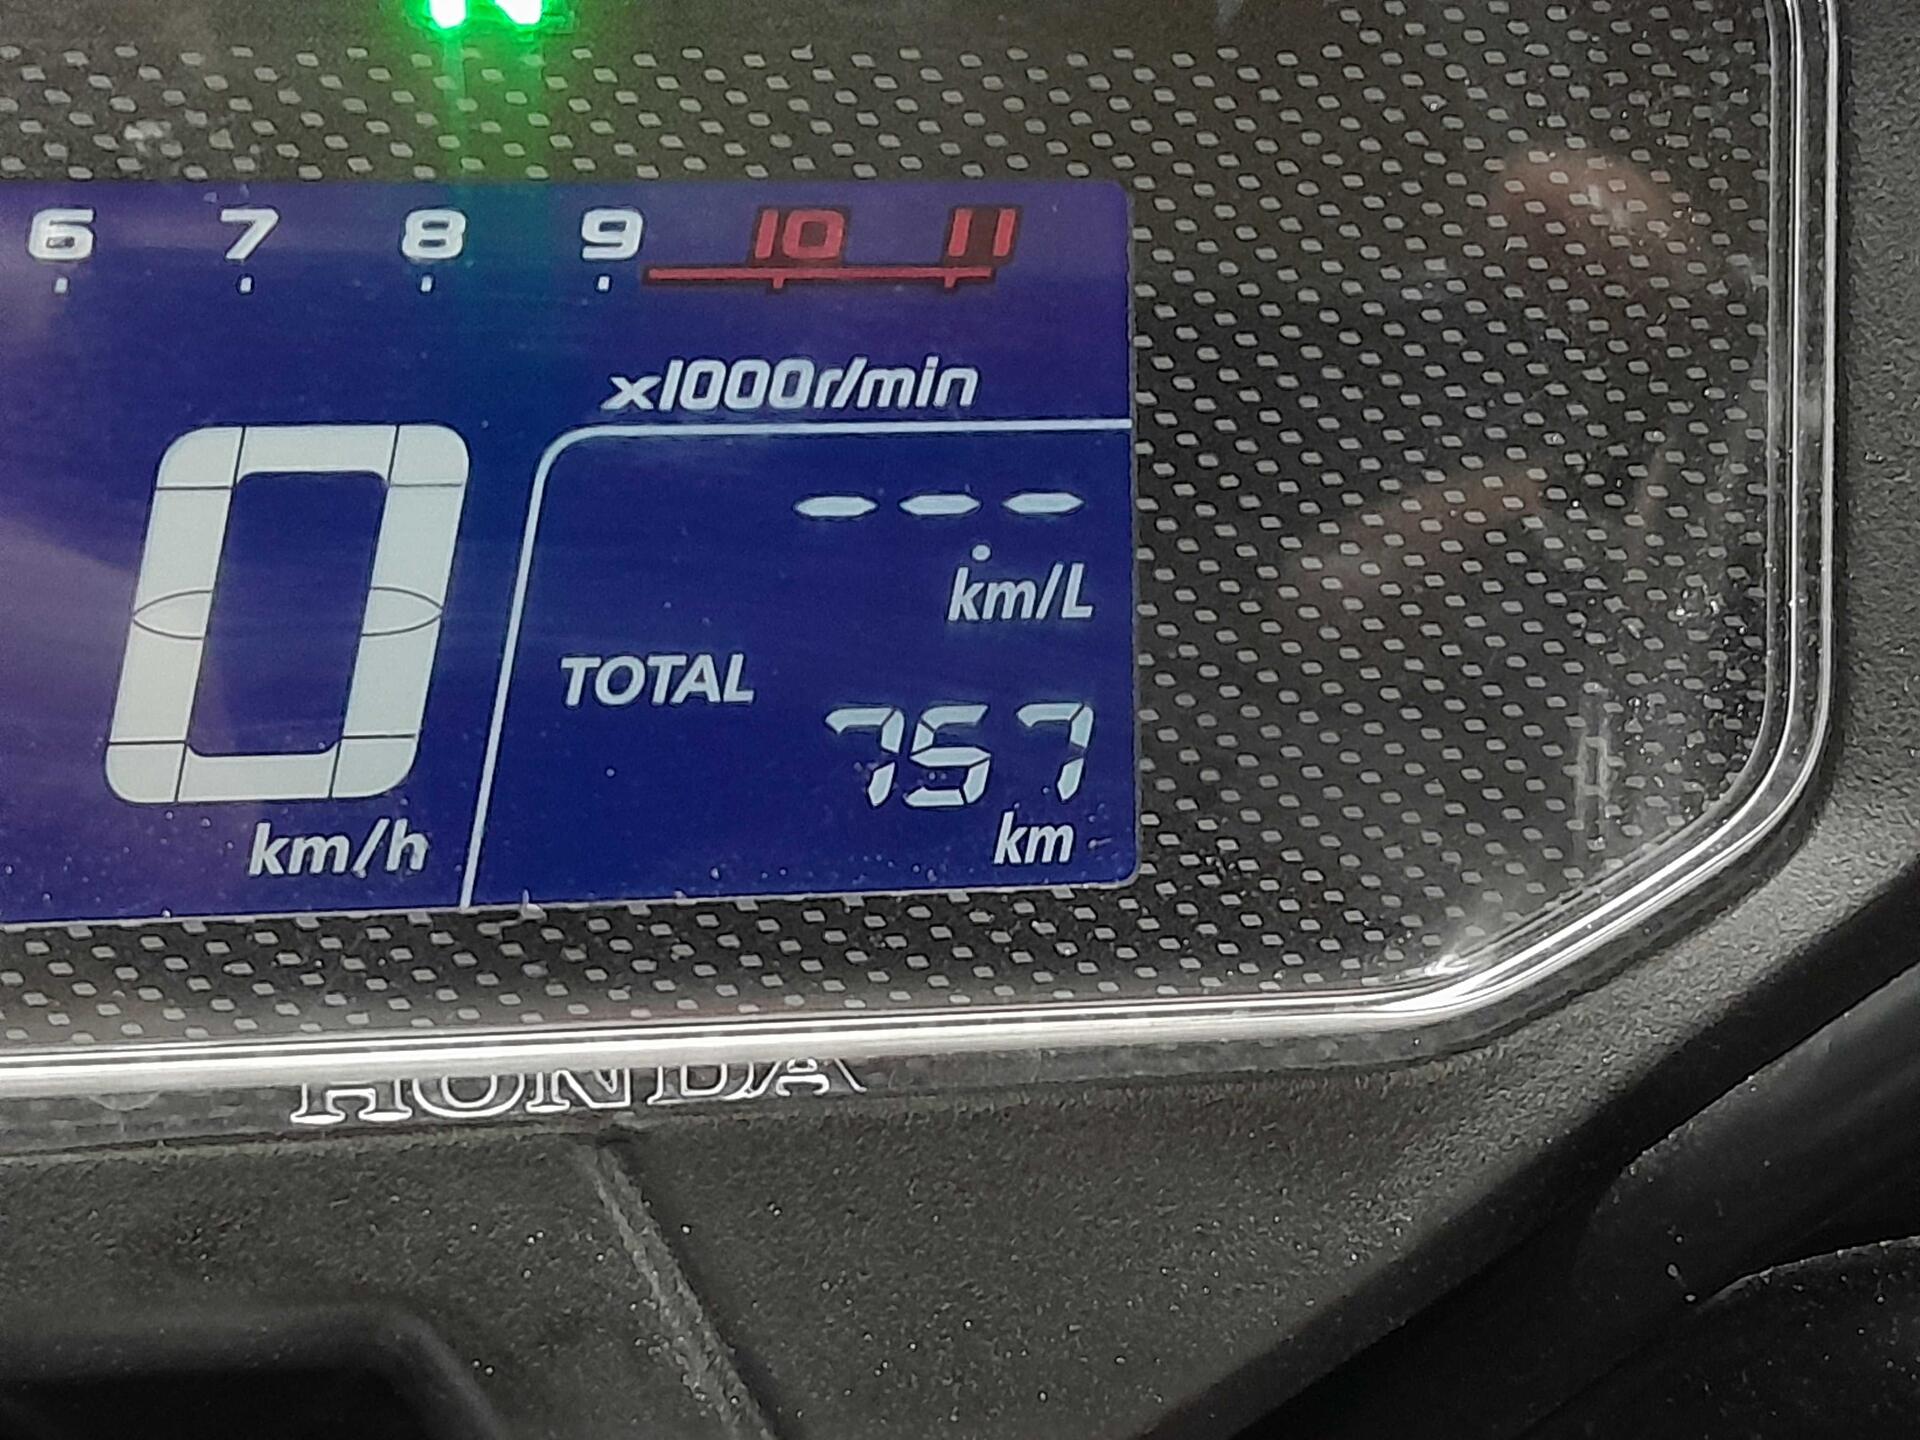 N
6 7 8 9 10 11
x1000r/min
0
km/h
---
km/L
TOTAL
757
km
HONDA